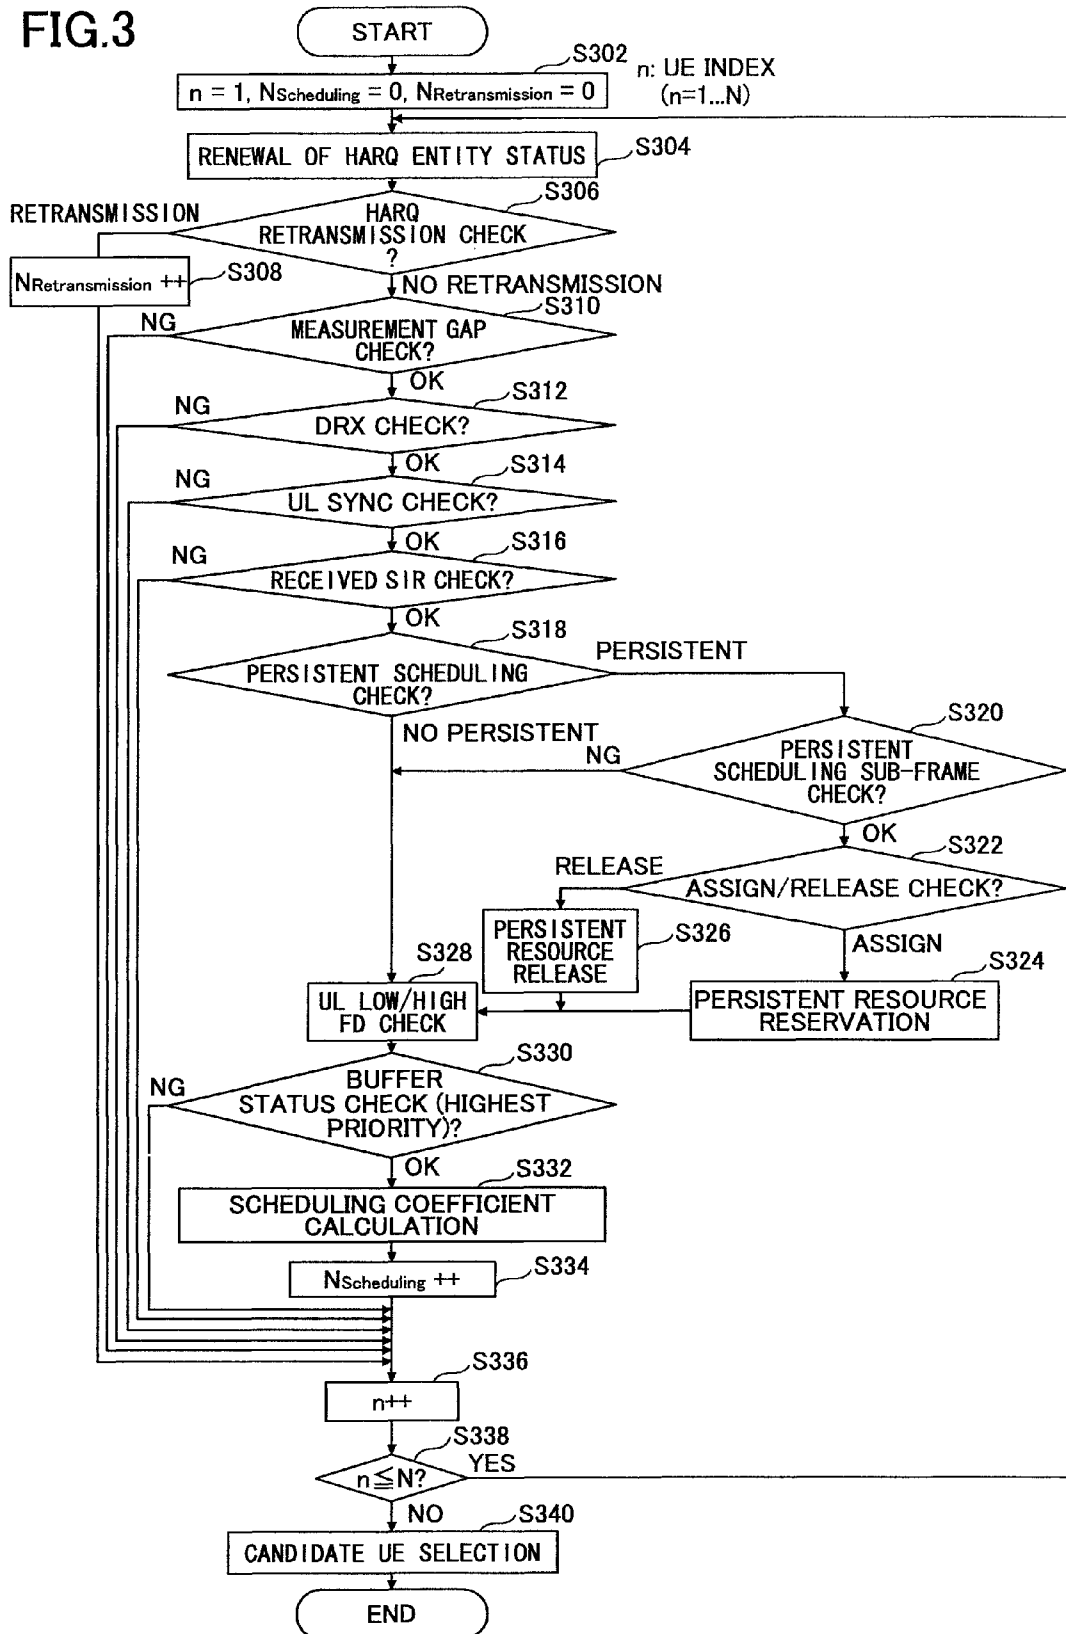 FIG.3
START
S302
n = 1, NScheduling = 0, NRetransmission = 0
n: UE INDEX
(n=1...N)
RENEWAL OF HARQ ENTITY STATUS
S304
S306
RETRANSMISSION
HARQ
RETRANSMISSION CHECK
?
NRetransmission ++
S308
NO RETRANSMISSION
S310
NG
MEASUREMENT GAP
CHECK?
OK
S312
NG
DRX CHECK?
OK
S314
NG
UL SYNC CHECK?
OK
S316
NG
RECEIVED SIR CHECK?
OK
S318
PERSISTENT
PERSISTENT SCHEDULING
CHECK?
NO PERSISTENT
S320
NG
PERSISTENT
SCHEDULING SUB-FRAME
CHECK?
OK
S322
RELEASE
ASSIGN/RELEASE CHECK?
PERSISTENT
RESOURCE
RELEASE
S326
ASSIGN
S324
PERSISTENT RESOURCE
RESERVATION
S328
UL LOW/HIGH
FD CHECK
S330
NG
BUFFER
STATUS CHECK (HIGHEST
PRIORITY)?
OK
S332
SCHEDULING COEFFICIENT
CALCULATION
NScheduling ++
S334
S336
n++
S338
n≦N?
YES
NO
S340
CANDIDATE UE SELECTION
END